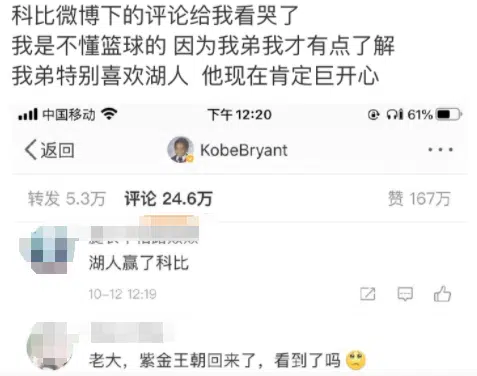 科比微博下的评论给我看哭了
我是不懂篮球的 因为我弟我才有点了解
我弟特别喜欢湖人 他现在肯定巨开心
中国移动 下午 12:20 61%
返回 KobeBryant
转发 5.3万 评论 24.6万 赞 167万
湖人赢了科比
10-12 12:19
老大，紫金王朝回来了，看到了吗🥺